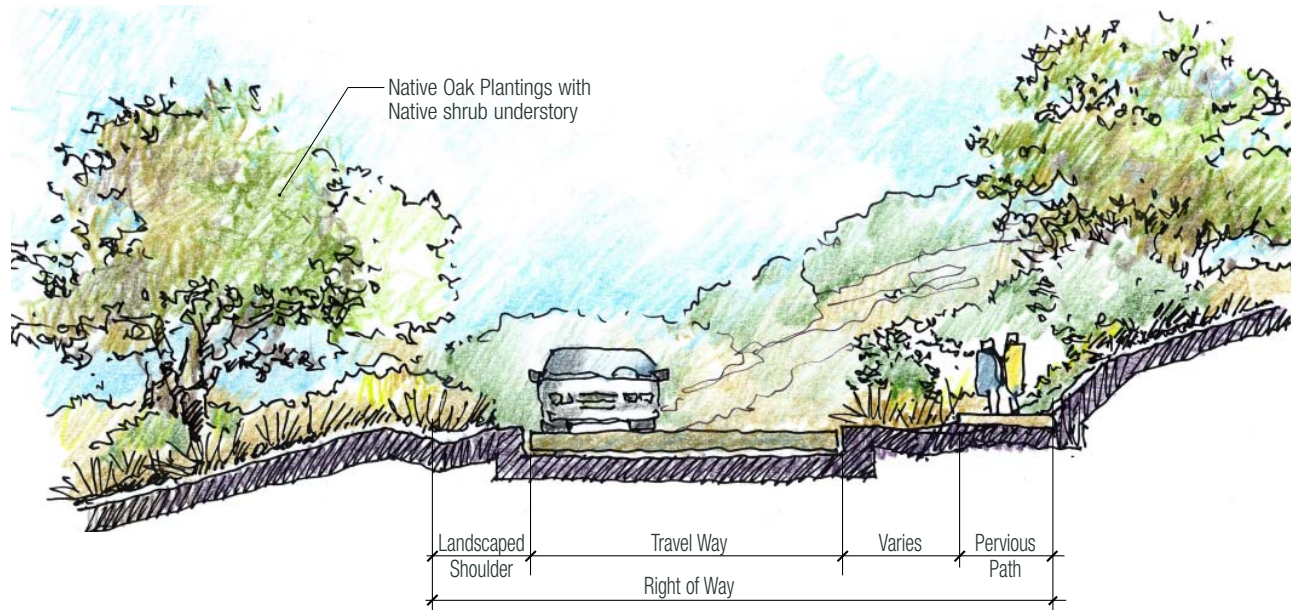 Native Oak Plantings with
Native shrub understory
Landscaped
Shoulder
Travel Way
Varies
Pervious
Path
Right of Way